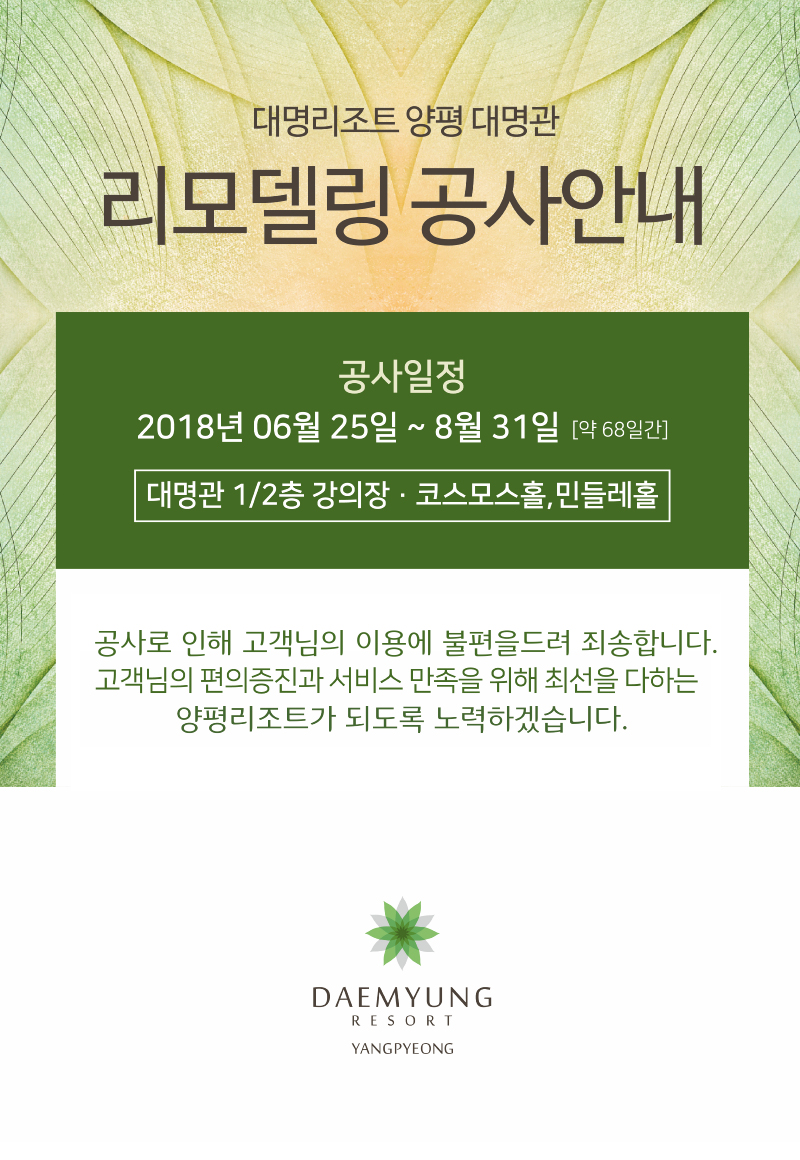 대명리조트 양평 대명관
리모델링 공사안내
공사일정
2018년 06월 25일 ~ 8월 31일 [약 68일간]
대명관 1/2층 강의장 · 코스모스홀,민들레홀
공사로 인해 고객님의 이용에 불편을드려 죄송합니다.
고객님의 편의증진과 서비스 만족을 위해 최선을 다하는
양평리조트가 되도록 노력하겠습니다.
DAEMYUNG
RESORT
YANGPYEONG